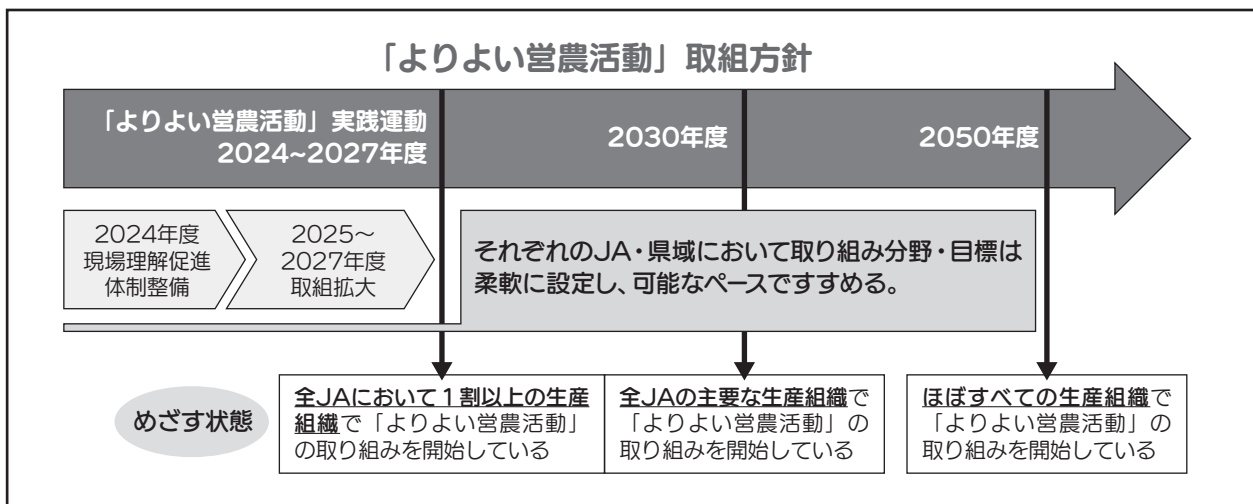 「よりよい営農活動」取組方針
「よりよい営農活動」実践運動
2024~2027年度
2030年度
2050年度
2024年度
現場理解促進
体制整備
2025~
2027年度
取組拡大
それぞれのJA・県域において取り組み分野・目標は
柔軟に設定し、可能なペースですすめる。
めざす状態
全JAにおいて1割以上の生産
組織で「よりよい営農活動」
の取り組みを開始している
全JAの主要な生産組織で
「よりよい営農活動」の
取り組みを開始している
ほぼすべての生産組織で
「よりよい営農活動」の
取り組みを開始している